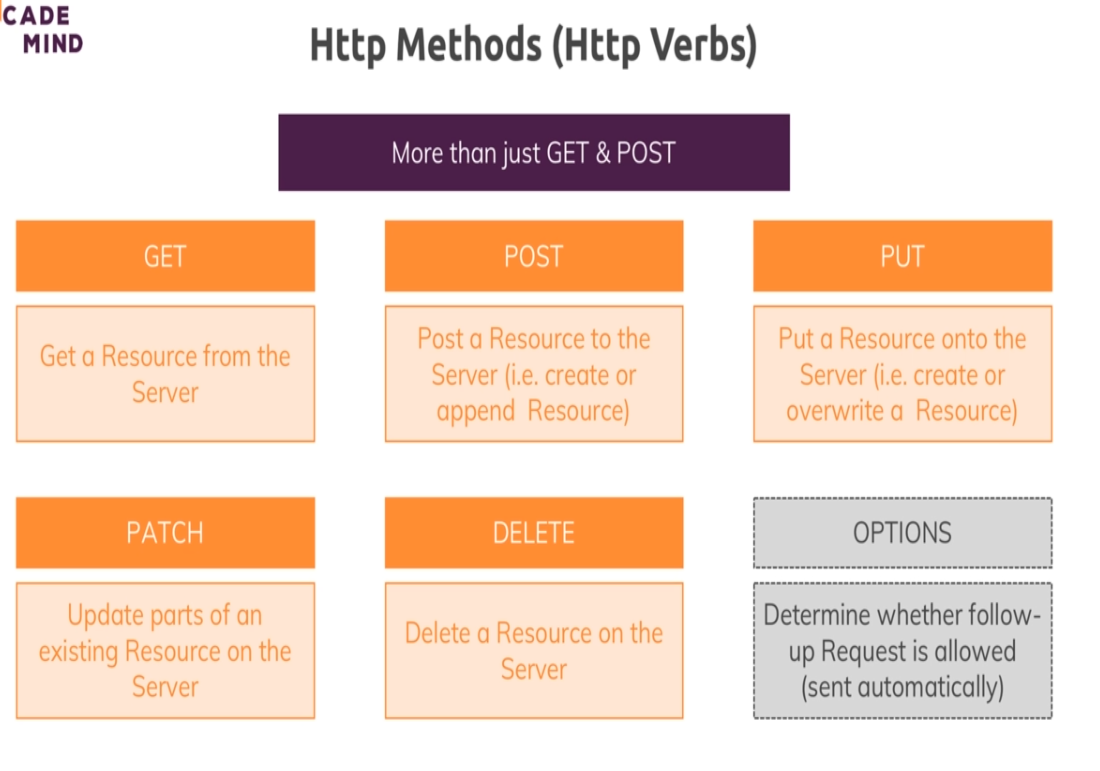 CADE
MIND
Http Methods (Http Verbs)
More than just GET & POST
GET
POST
PUT
Get a Resource from the
Server
Post a Resource to the
Server (i.e. create or
append Resource)
Put a Resource onto the
Server (i.e. create or
overwrite a Resource)
PATCH
DELETE
OPTIONS
Update parts of an
existing Resource on the
Server
Delete a Resource on the
Server
Determine whether follow-
up Request is allowed
(sent automatically)